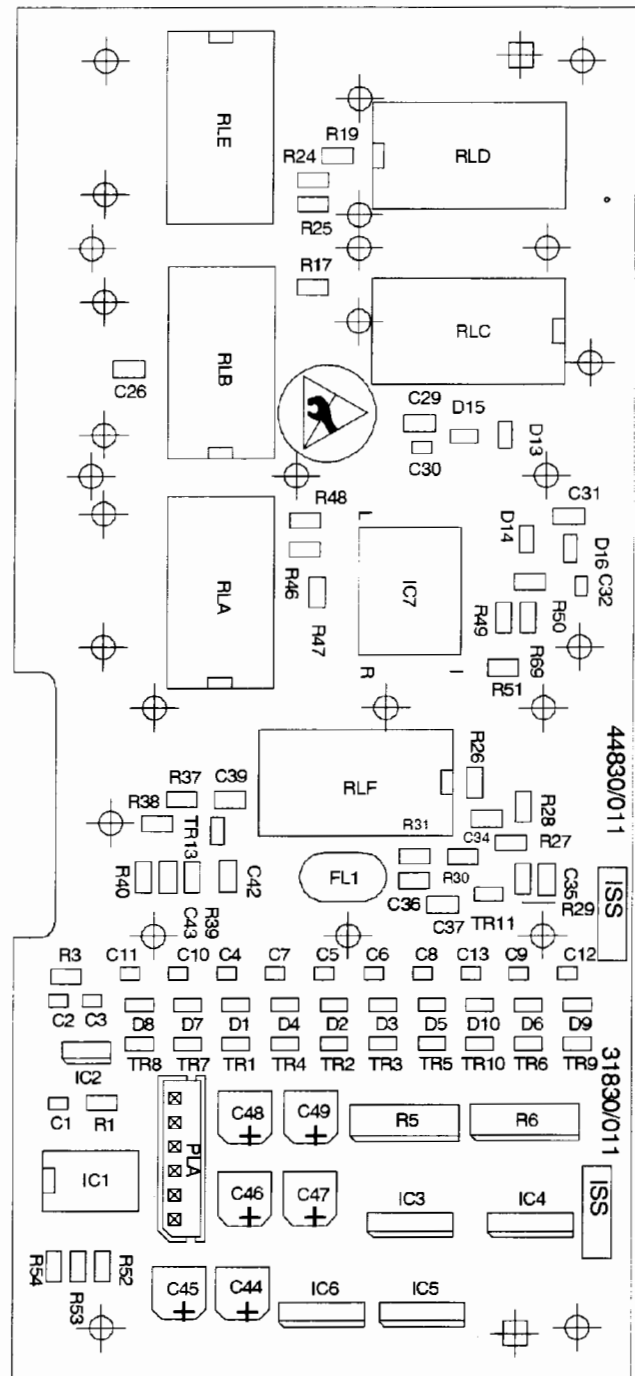 RLE
RLD
R19
R24
R25
R17
RLC
RLB
C26
C29
D15
D13
C30
C31
R48
D14
D16
C32
RLA
R46
IC7
R47
R49
R50
L
R
I
R69
R51
44830/011
RLF
R26
R37
C39
R38
TR13
R28
R31
C34
R27
R40
C42
FL1
R30
C35
ISS
C36
C43
R39
C37
TR11
R29
R3
C11
C10
C4
C7
C5
C6
C8
C13
C9
C12
C2
C3
D8
D7
D1
D4
D2
D3
D5
D10
D6
D9
IC2
TR8
TR7
TR1
TR4
TR2
TR3
TR5
TR10
TR6
TR9
31830/011
C1
R1
PLA
C48
C49
R5
R6
IC1
C46
C47
IC3
IC4
ISS
R54
R53
R52
C45
C44
IC6
IC5